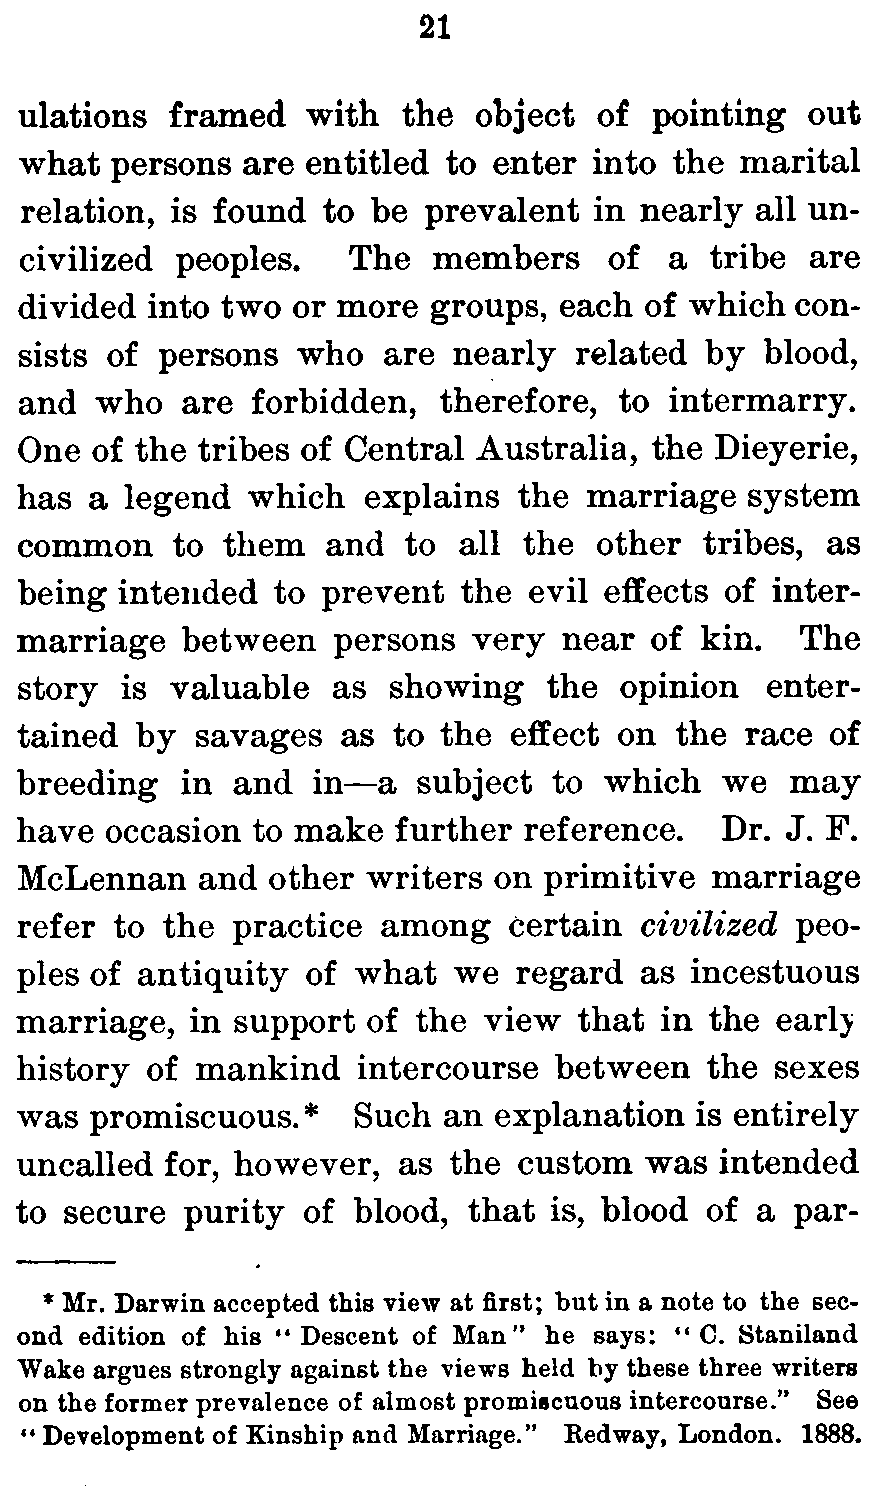 21
ulations framed with the object of pointing out
what persons are entitled to enter into the marital
relation, is found to be prevalent in nearly all un-
civilized peoples. The members of a tribe are
divided into two or more groups, each of which con-
sists of persons who are nearly related by blood,
and who are forbidden, therefore, to intermarry.
One of the tribes of Central Australia, the Dieyerie,
has a legend which explains the marriage system
common to them and to all the other tribes, as
being intended to prevent the evil effects of inter-
marriage between persons very near of kin. The
story is valuable as showing the opinion enter-
tained by savages as to the effect on the race of
breeding in and in—a subject to which we may
have occasion to make further reference. Dr. J. F.
McLennan and other writers on primitive marriage
refer to the practice among certain civilized peo-
ples of antiquity of what we regard as incestuous
marriage, in support of the view that in the early
history of mankind intercourse between the sexes
was promiscuous.* Such an explanation is entirely
uncalled for, however, as the custom was intended
to secure purity of blood, that is, blood of a par-
* Mr. Darwin accepted this view at first; but in a note to the sec-
ond edition of his “Descent of Man” he says: “C. Staniland
Wake argues strongly against the views held by these three writers
on the former prevalence of almost promiscuous intercourse.” See
“Development of Kinship and Marriage.” Redway, London. 1888.